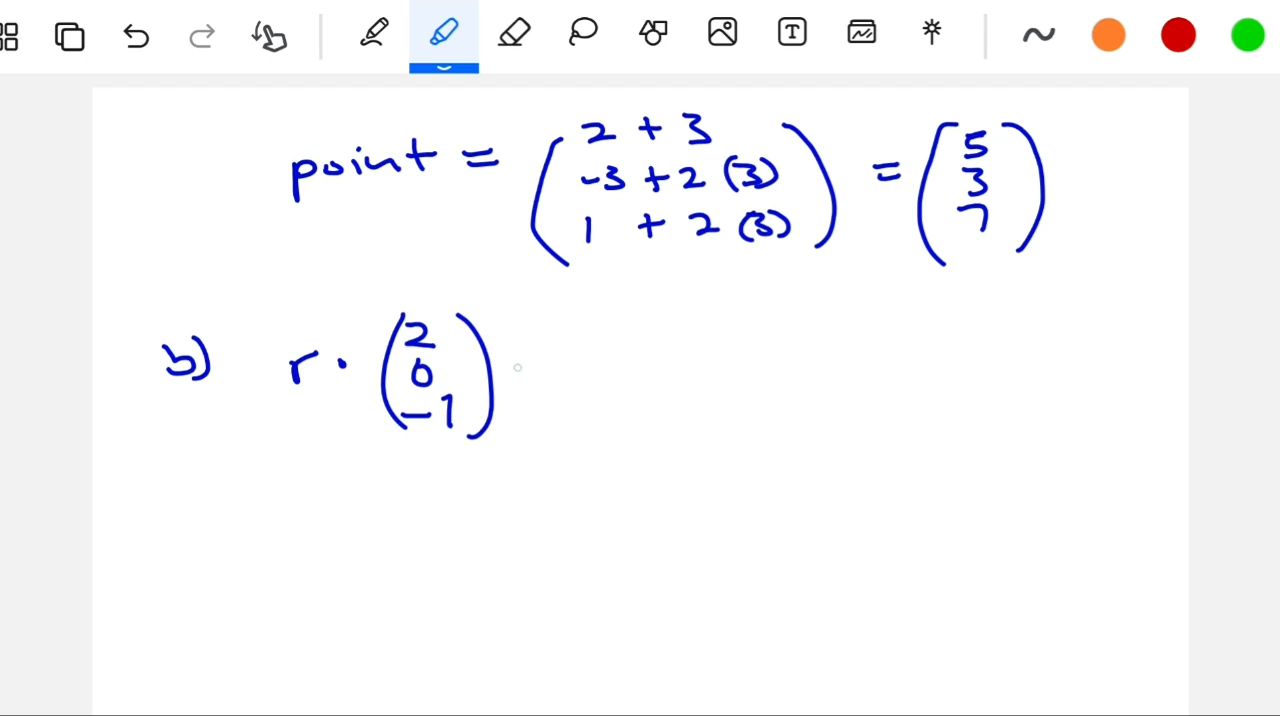 point = ( 2 + 3 / -3 + 2 (3) / 1 + 2 (3) ) = ( 5 / 3 / 7 )
b) r · ( 2 / 0 / -1 )